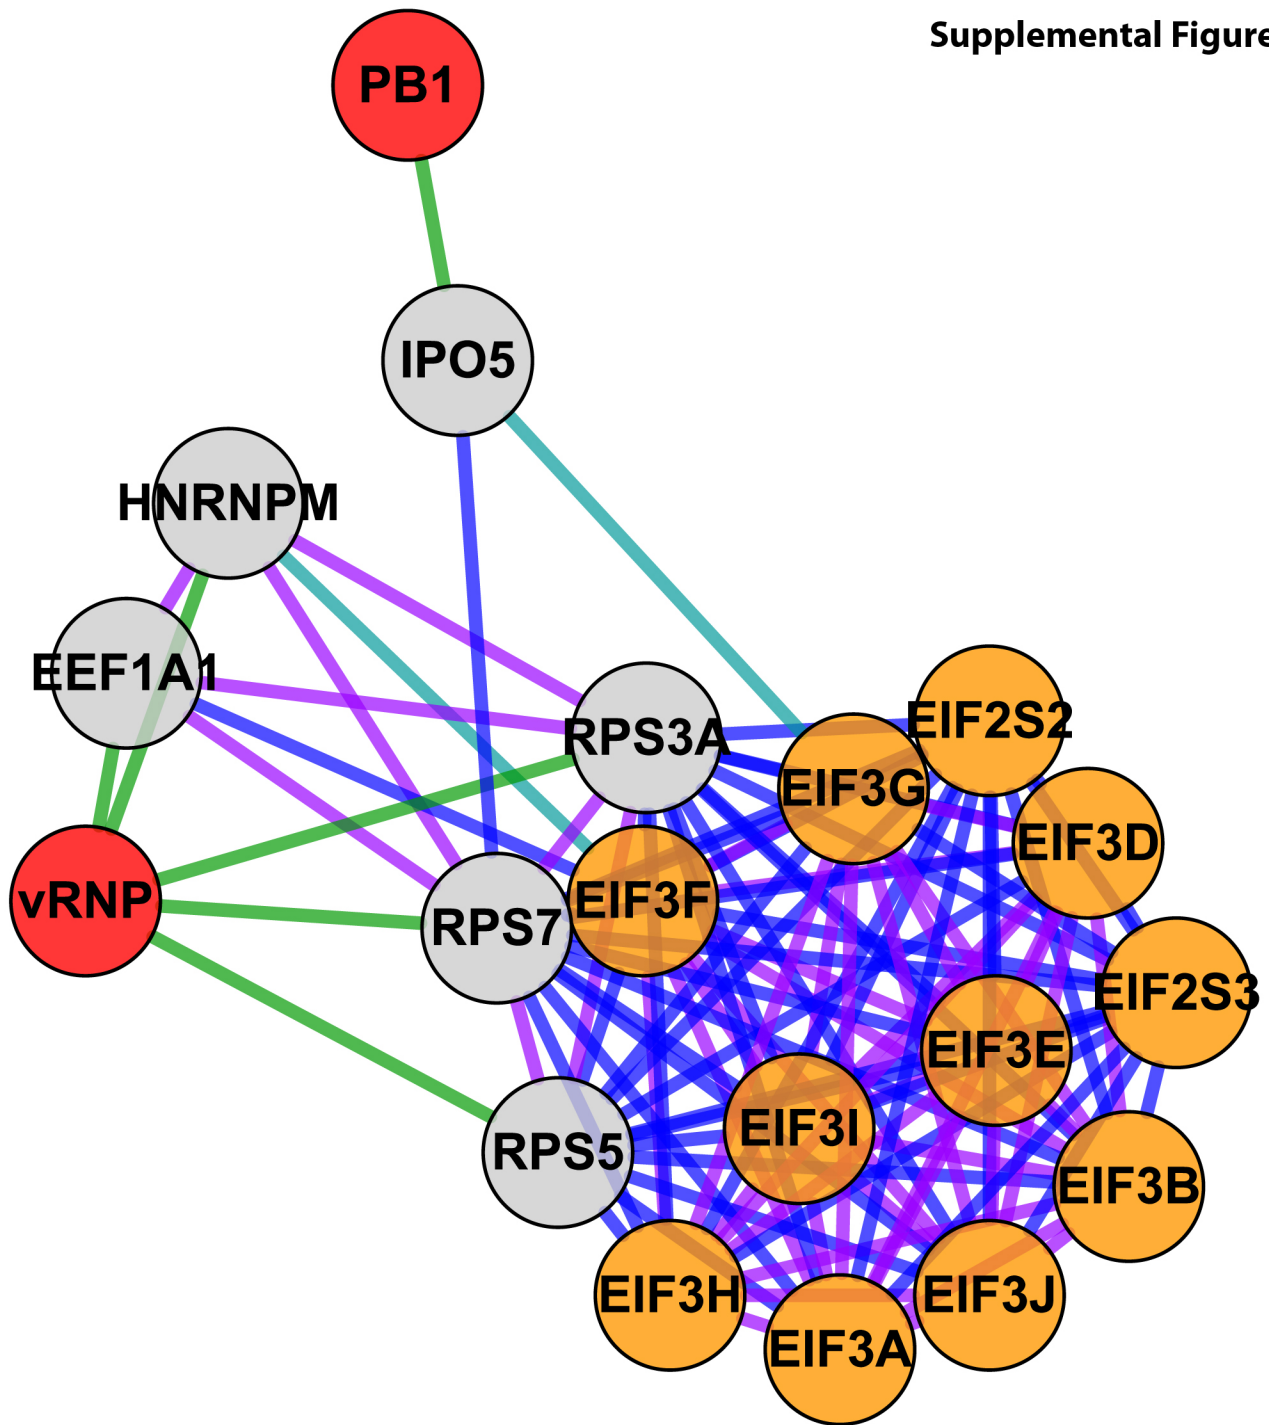 Supplemental Figure
PB1
IPO5
HNRNPM
EEF1A1
RPS3A
EIF2S2
EIF3G
EIF3D
vRNP
EIF3F
RPS7
EIF2S3
EIF3E
EIF3I
RPS5
EIF3B
EIF3H
EIF3J
EIF3A